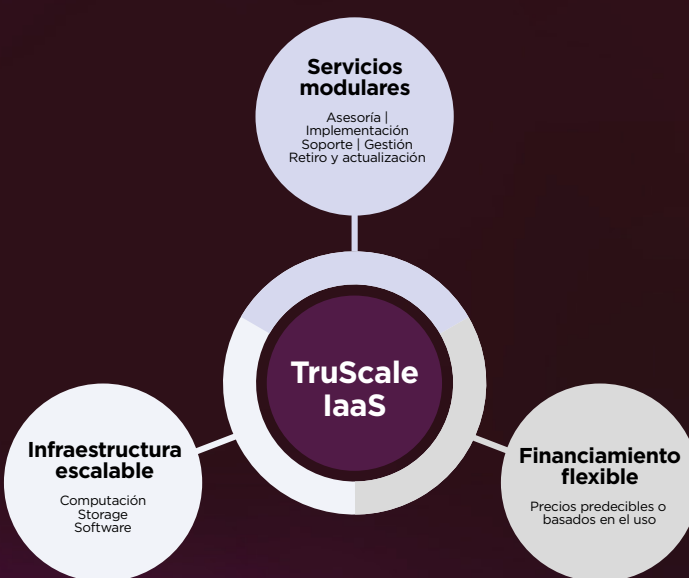 Servicios
modulares
Asesoría |
Implementación
Soporte | Gestión
Retiro y actualización
TruScale
IaaS
Infraestructura
escalable
Computación
Storage
Software
Financiamiento
flexible
Precios predecibles o
basados en el uso